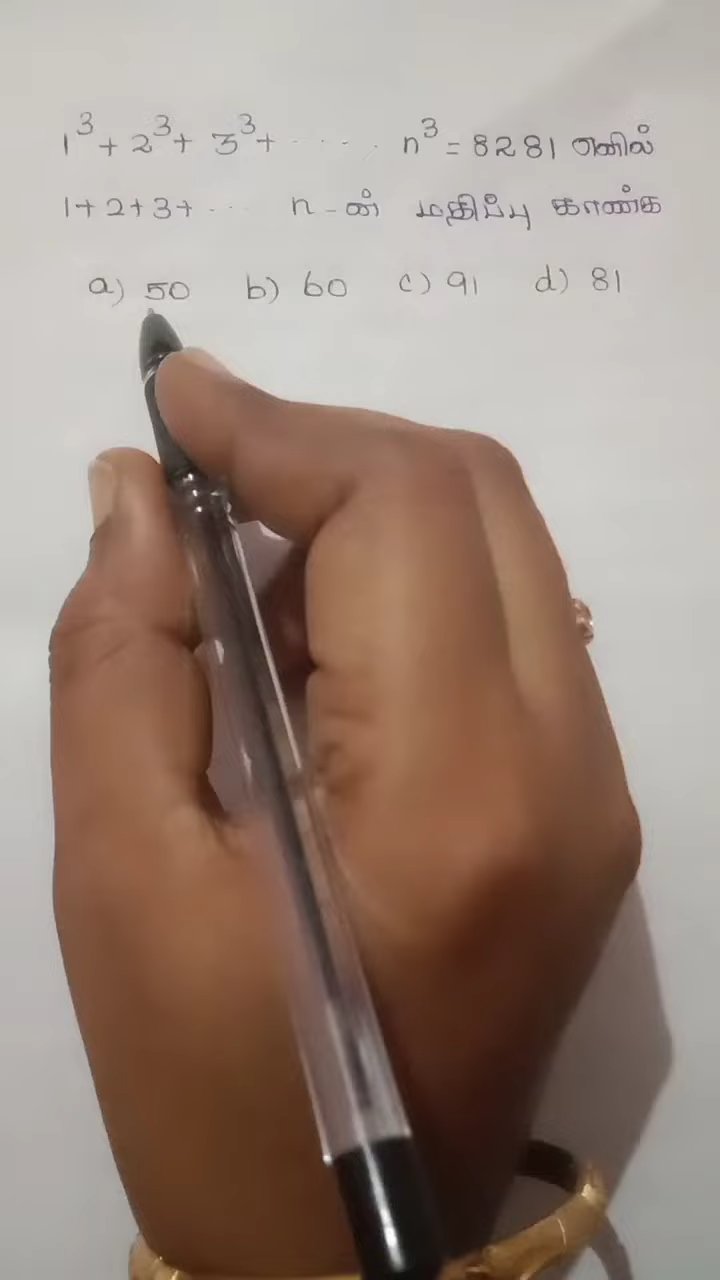 1³ + 2³ + 3³ + ..... n³ = 8281 எனில்
1 + 2 + 3 + ... n - ன் மதிப்பு காண்க
a) 50 b) 60 c) 91 d) 81